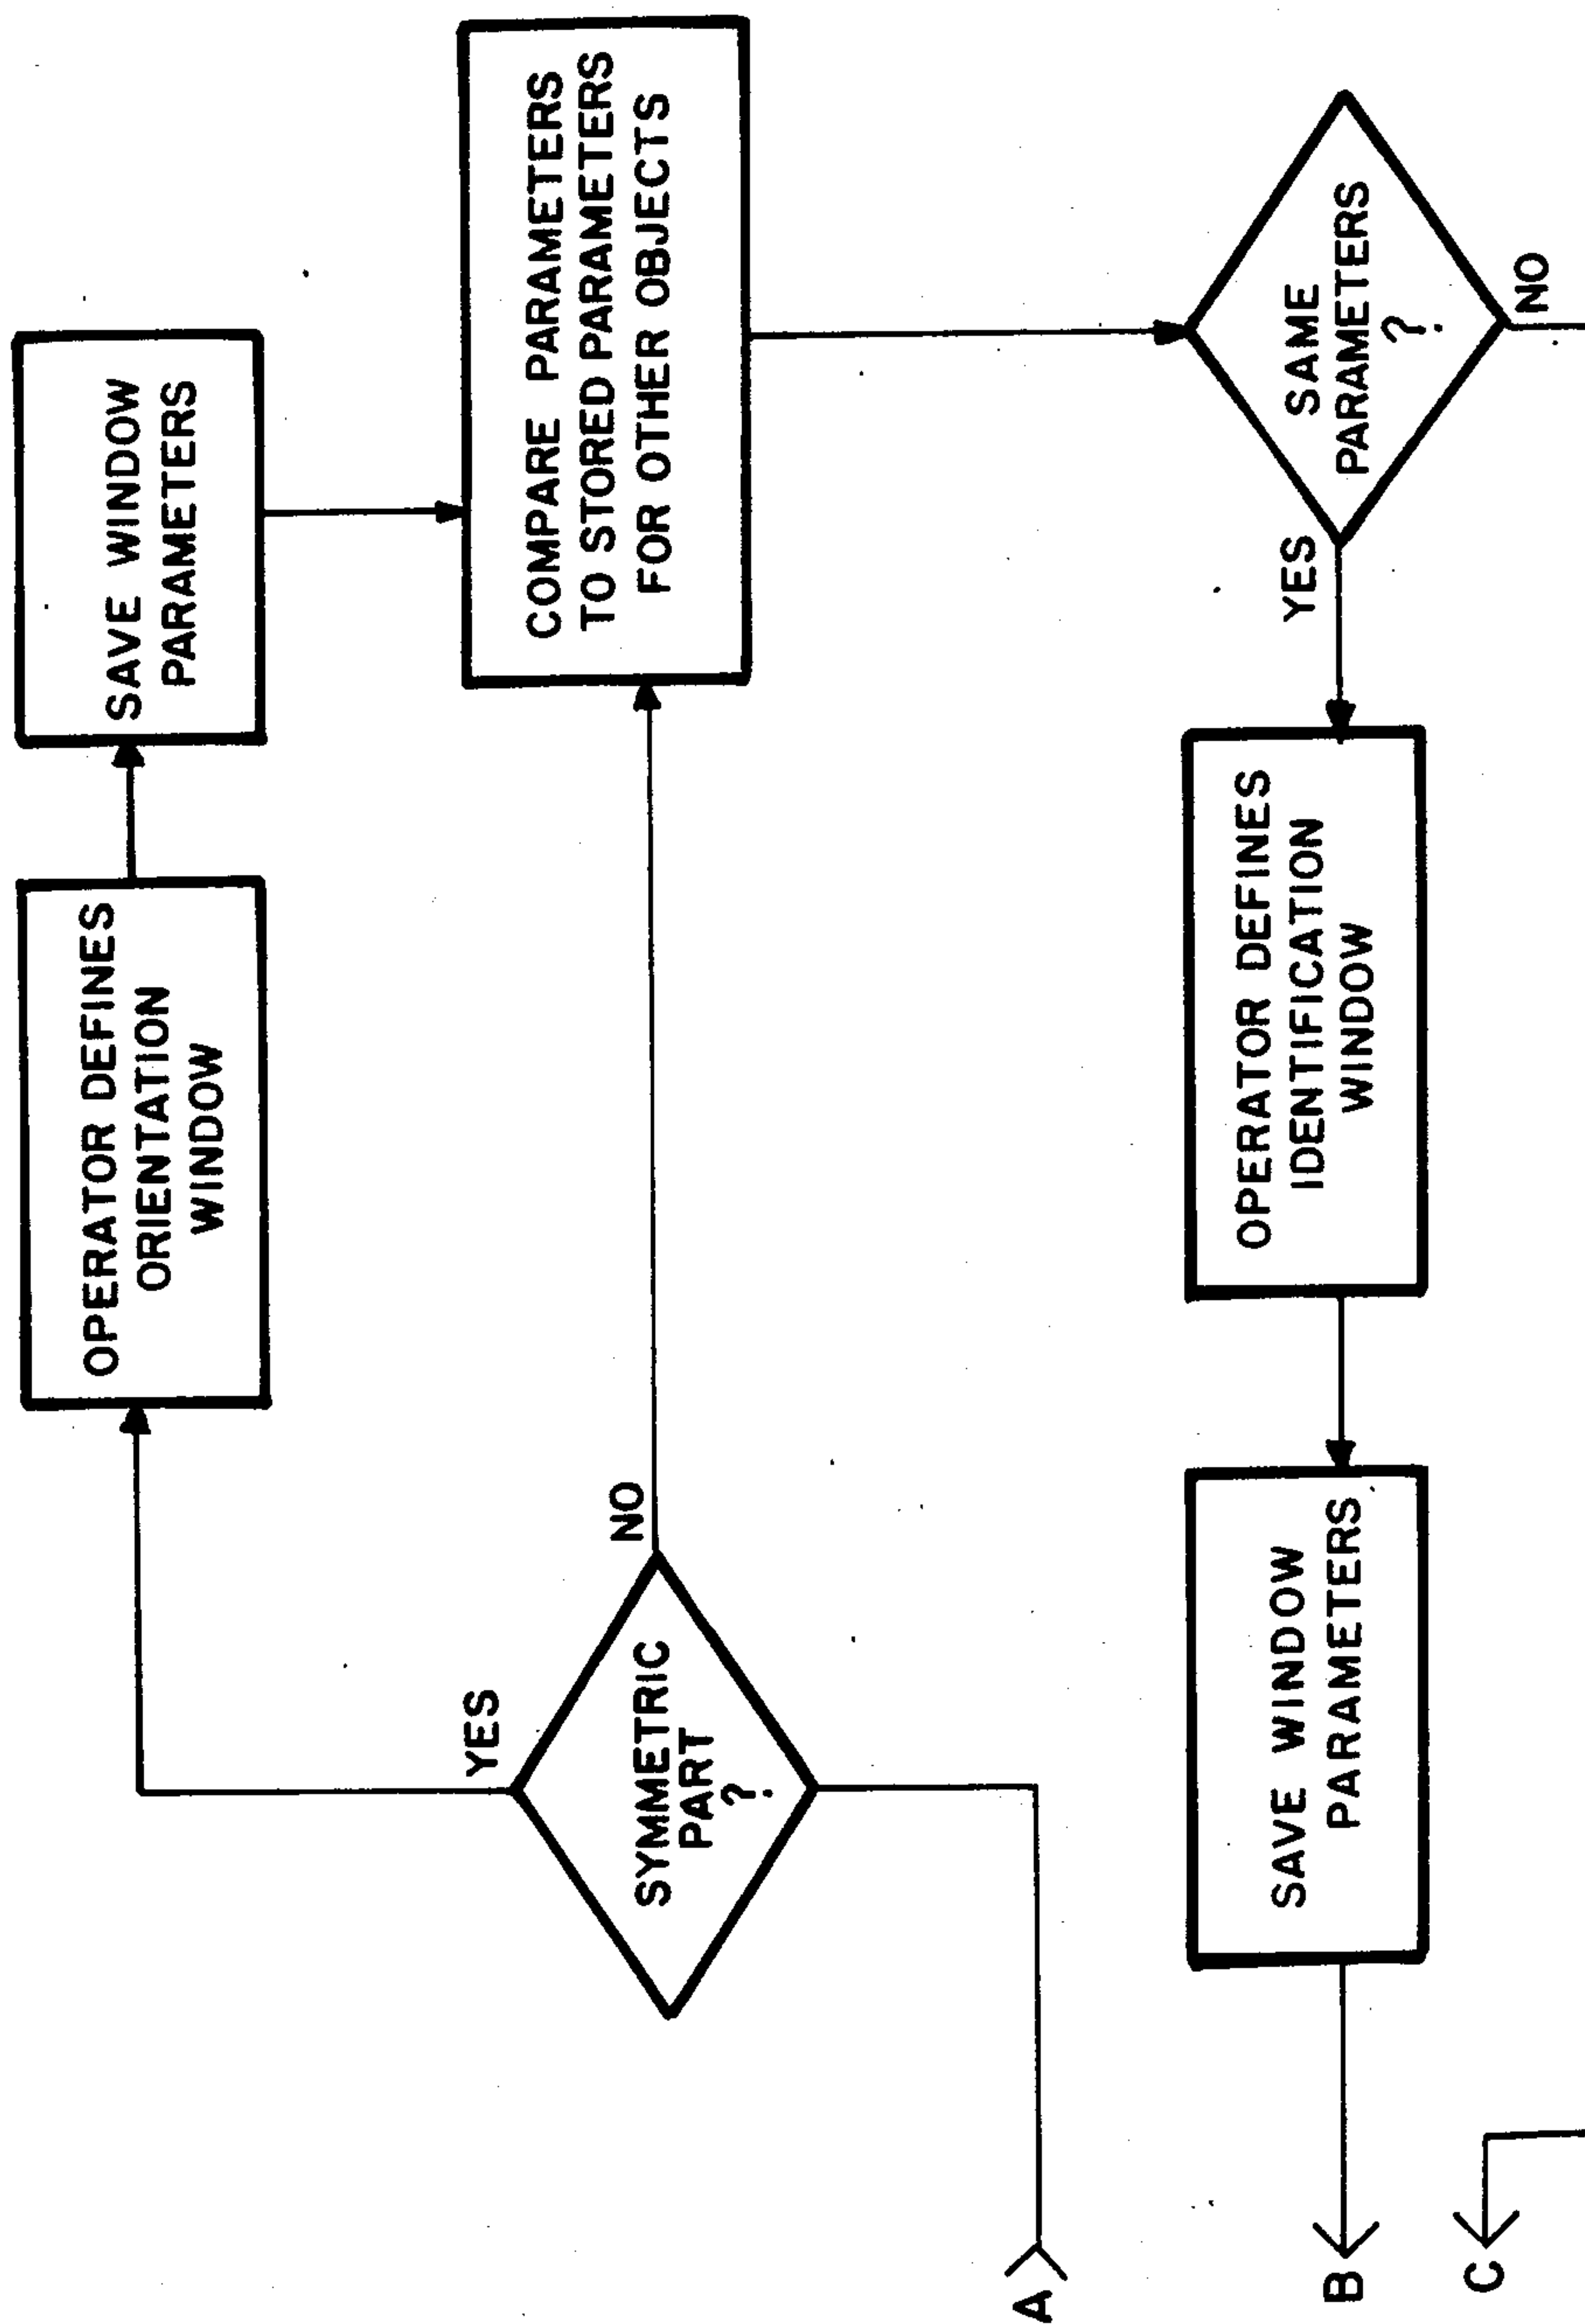 OPERATOR DEFINES
ORIENTATION
WINDOW
SAVE WINDOW
PARAMETERS
YES
SYMMETRIC
PART
?
NO
COMPARE PARAMETERS
TO STORED PARAMETERS
FOR OTHER OBJECTS
A
SAVE WINDOW
PARAMETERS
OPERATOR DEFINES
IDENTIFICATION
WINDOW
YES
SAME
PARAMETERS
?
NO
B
C